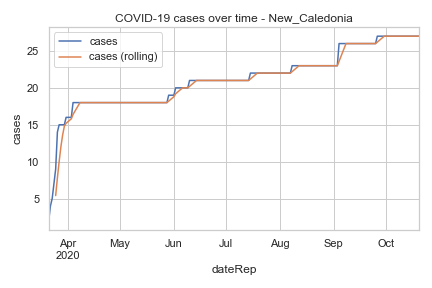 COVID-19 cases over time - New_Caledonia
cases
cases (rolling)
25
20
15
10
5
cases
Apr May Jun Jul Aug Sep Oct
2020
dateRep